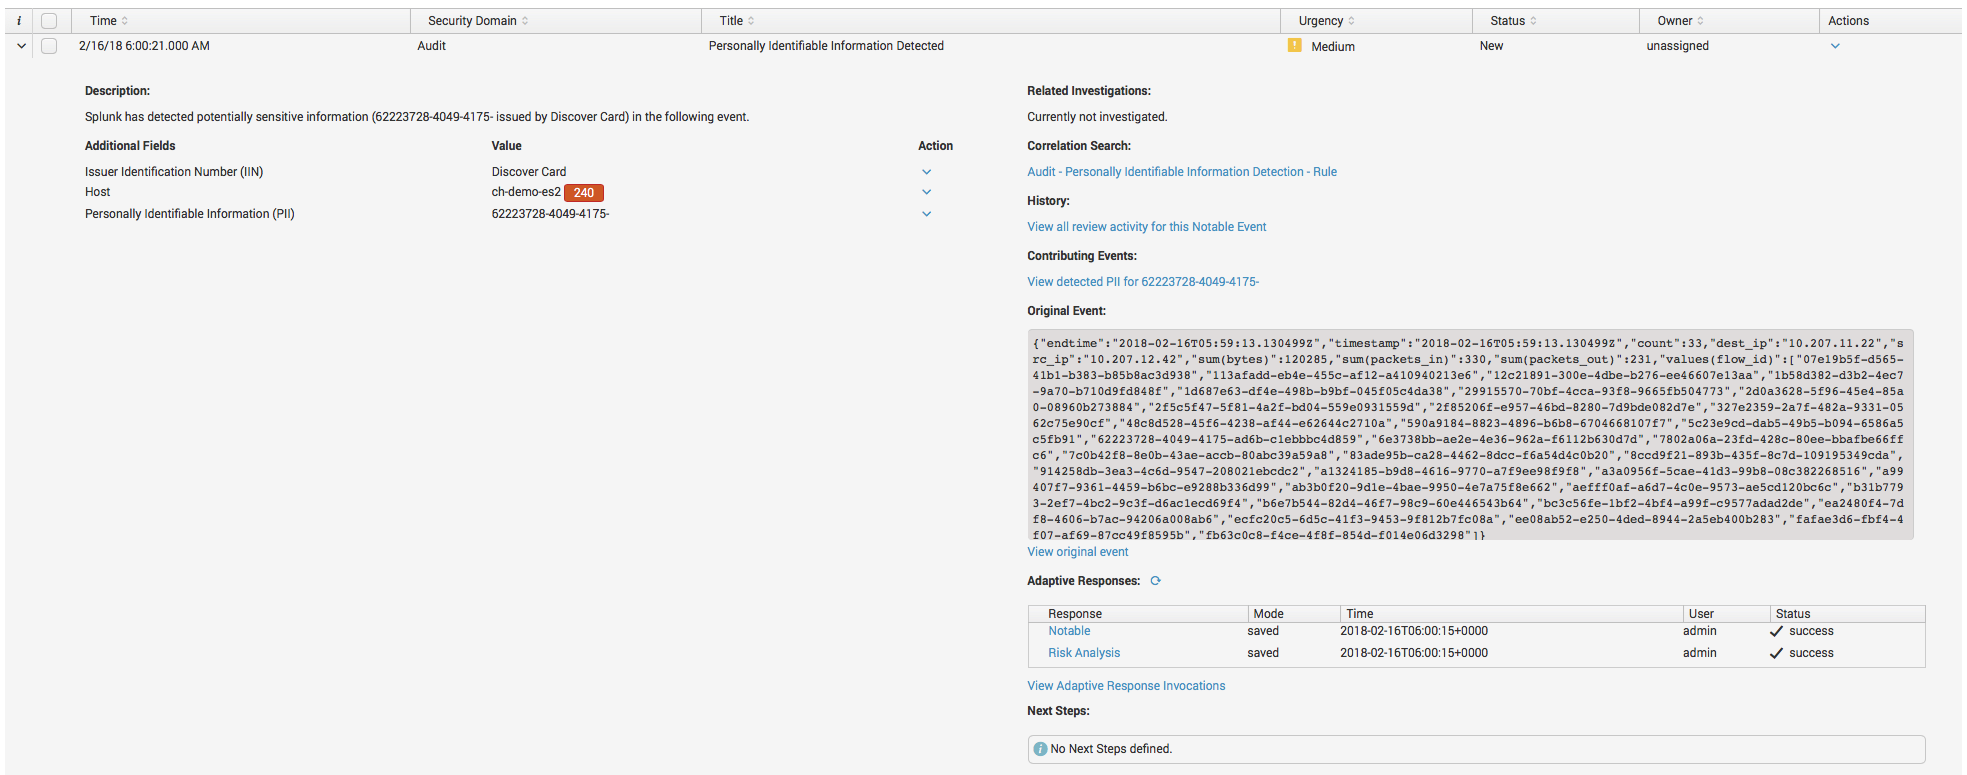 i Time Security Domain Title Urgency Status Owner Actions
2/16/18 6:00:21.000 AM Audit Personally Identifiable Information Detected ! Medium New unassigned
Description:
Splunk has detected potentially sensitive information (62223728-4049-4175- issued by Discover Card) in the following event.
Additional Fields Value Action
Issuer Identification Number (IIN) Discover Card
Host ch-demo-es2 240
Personally Identifiable Information (PII) 62223728-4049-4175-
Related Investigations:
Currently not investigated.
Correlation Search:
Audit - Personally Identifiable Information Detection - Rule
History:
View all review activity for this Notable Event
Contributing Events:
View detected PII for 62223728-4049-4175-
Original Event:
{"endtime":"2018-02-16T05:59:13.130499Z","timestamp":"2018-02-16T05:59:13.130499Z","count":33,"dest_ip":"10.207.11.22","s
rc_ip":"10.207.12.42","sum(bytes)":120285,"sum(packets_in)":330,"sum(packets_out)":231,"values(flow_id)":["07e19b5f-d565-
41b1-b383-b85b8ac3d938","113afadd-eb4e-455c-af12-a410940213e6","12c21891-300e-4dbe-b276-ee46607e13aa","1b58d382-d3b2-4ec7
-9a70-b710d9fd848f","1d687e63-df4e-498b-b9bf-045f05c4da38","29915570-70bf-4cca-93f8-9665fb504773","2d0a3628-5f96-45e4-85a
0-08960b273884","2f5c5f47-5f81-4a2f-bd04-559e0931559d","2f85206f-e957-46bd-8280-7d9bde082d7e","327e2359-2a7f-482a-9331-05
62c75e90cf","48c8d528-45f6-4238-af44-e62644c2710a","590a9184-8823-4896-b6b8-6704668107f7","5c23e9cd-dab5-49b5-b094-6586a5
c5fb91","62223728-4049-4175-ad6b-c1ebbbc4d859","6e3738bb-ae2e-4e36-962a-f6112b630d7d","7802a06a-23fd-428c-80ee-bbafbe66ff
c6","7c0b42f8-8e0b-43ae-accb-80abc39a59a8","83ade95b-ca28-4462-8dcc-f6a54d4c0b20","8ccd9f21-893b-435f-8c7d-109195349cda",
"914258db-3ea3-4c6d-9547-208021ebcdc2","a1324185-b9d8-4616-9770-a7f9ee98f9f8","a3a0956f-5cae-41d3-99b8-08c382268516","a99
407f7-9361-4459-b6bc-e9288b336d99","ab3b0f20-9d1e-4bae-9950-4e7a75f8e662","aefff0af-a6d7-4c0e-9573-ae5cd120bc6c","b31b779
3-2ef7-4bc2-9c3f-d6ac1ecd69f4","b6e7b544-82d4-46f7-98c9-60e446543b64","bc3c56fe-1bf2-4bf4-a99f-c9577adad2de","ea2480f4-7d
f8-4606-b7ac-94206a008ab6","ecfc20c5-6d5c-41f3-9453-9f812b7fc08a","ee08ab52-e250-4ded-8944-2a5eb400b283","fafae3d6-fbf4-4
f07-af69-87cc49f8595b","fb63c0c8-f4ce-4f8f-854d-f014e06d3298"]}
View original event
Adaptive Responses:
Response Mode Time User Status
Notable saved 2018-02-16T06:00:15+0000 admin success
Risk Analysis saved 2018-02-16T06:00:15+0000 admin success
View Adaptive Response Invocations
Next Steps:
i No Next Steps defined.